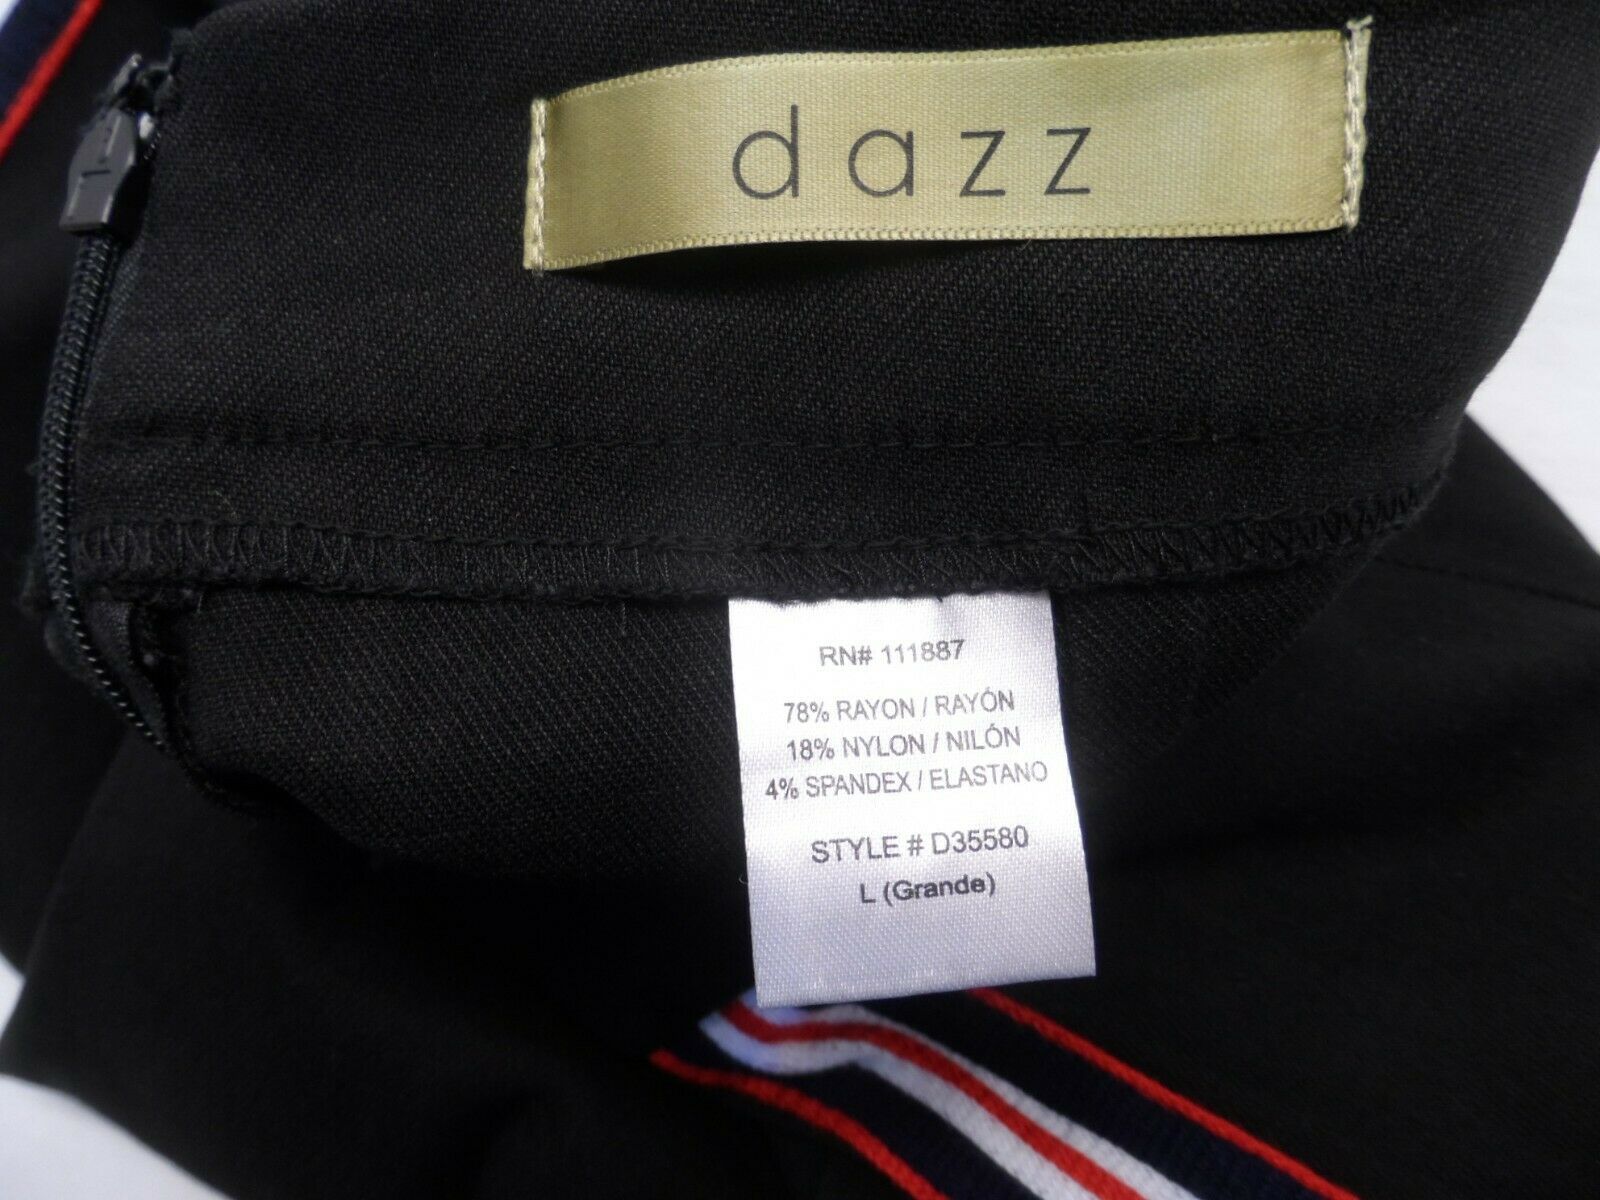 dazz
RN# 111887
78% RAYON / RAYÓN
18% NYLON / NILÓN
4% SPANDEX / ELASTANO
STYLE # D35580
L (Grande)